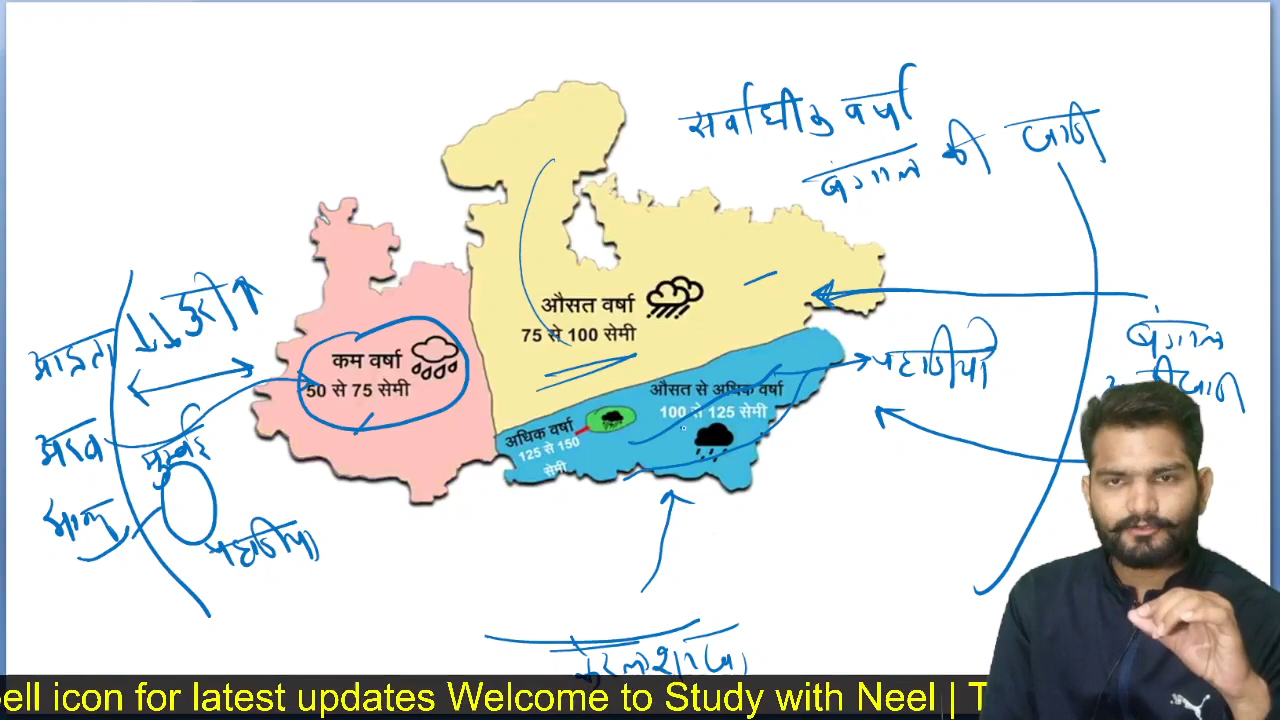 सर्वाधीक वर्षा
बंगाल की खाड़ी
दुरी
औसत वर्षा
75 से 100 सेमी
कम वर्षा
50 से 75 सेमी
बंगाल
पहाडीयों
औसत से अधिक वर्षा
100 से 125 सेमी
अधिक वर्षा
125 से 150
सेमी
अरब
पहाडीया
केरल शाखा
ell icon for latest updates Welcome to Study with Neel | T